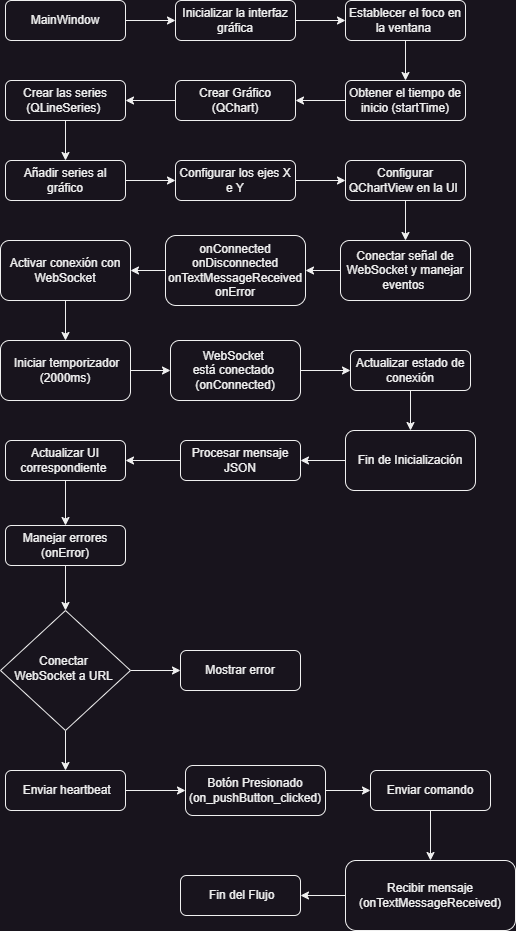 MainWindow
Inicializar la interfaz
gráfica
Establecer el foco en
la ventana
Crear las series
(QLineSeries)
Crear Gráfico
(QChart)
Obtener el tiempo de
inicio (startTime)
Añadir series al
gráfico
Configurar los ejes X
e Y
Configurar
QChartView en la UI
Activar conexión con
WebSocket
onConnected
onDisconnected
onTextMessageReceived
onError
Conectar señal de
WebSocket y manejar
eventos
Iniciar temporizador
(2000ms)
WebSocket
está conectado
(onConnected)
Actualizar estado de
conexión
Actualizar UI
correspondiente
Procesar mensaje
JSON
Fin de Inicialización
Manejar errores
(onError)
Conectar
WebSocket a URL
Mostrar error
Enviar heartbeat
Botón Presionado
(on_pushButton_clicked)
Enviar comando
Fin del Flujo
Recibir mensaje
(onTextMessageReceived)